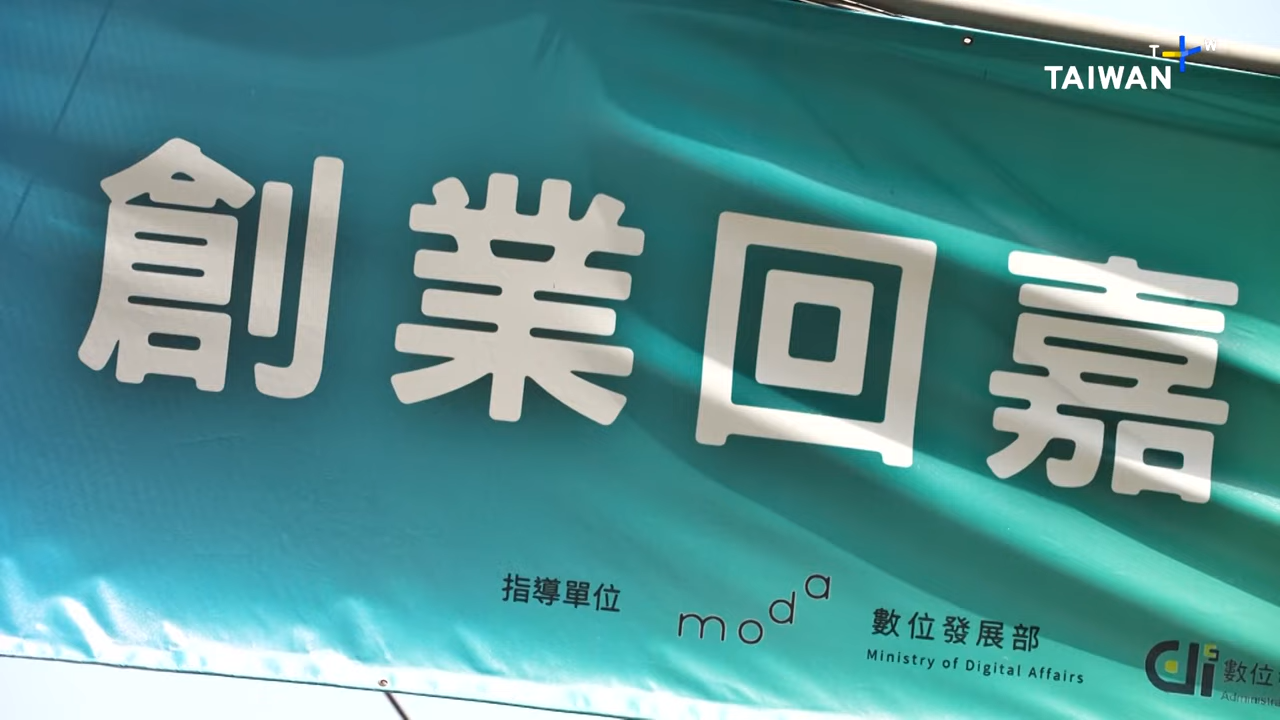 T W
TAIWAN
創業回嘉
指導單位
moda
數位發展部
Ministry of Digital Affairs
數位